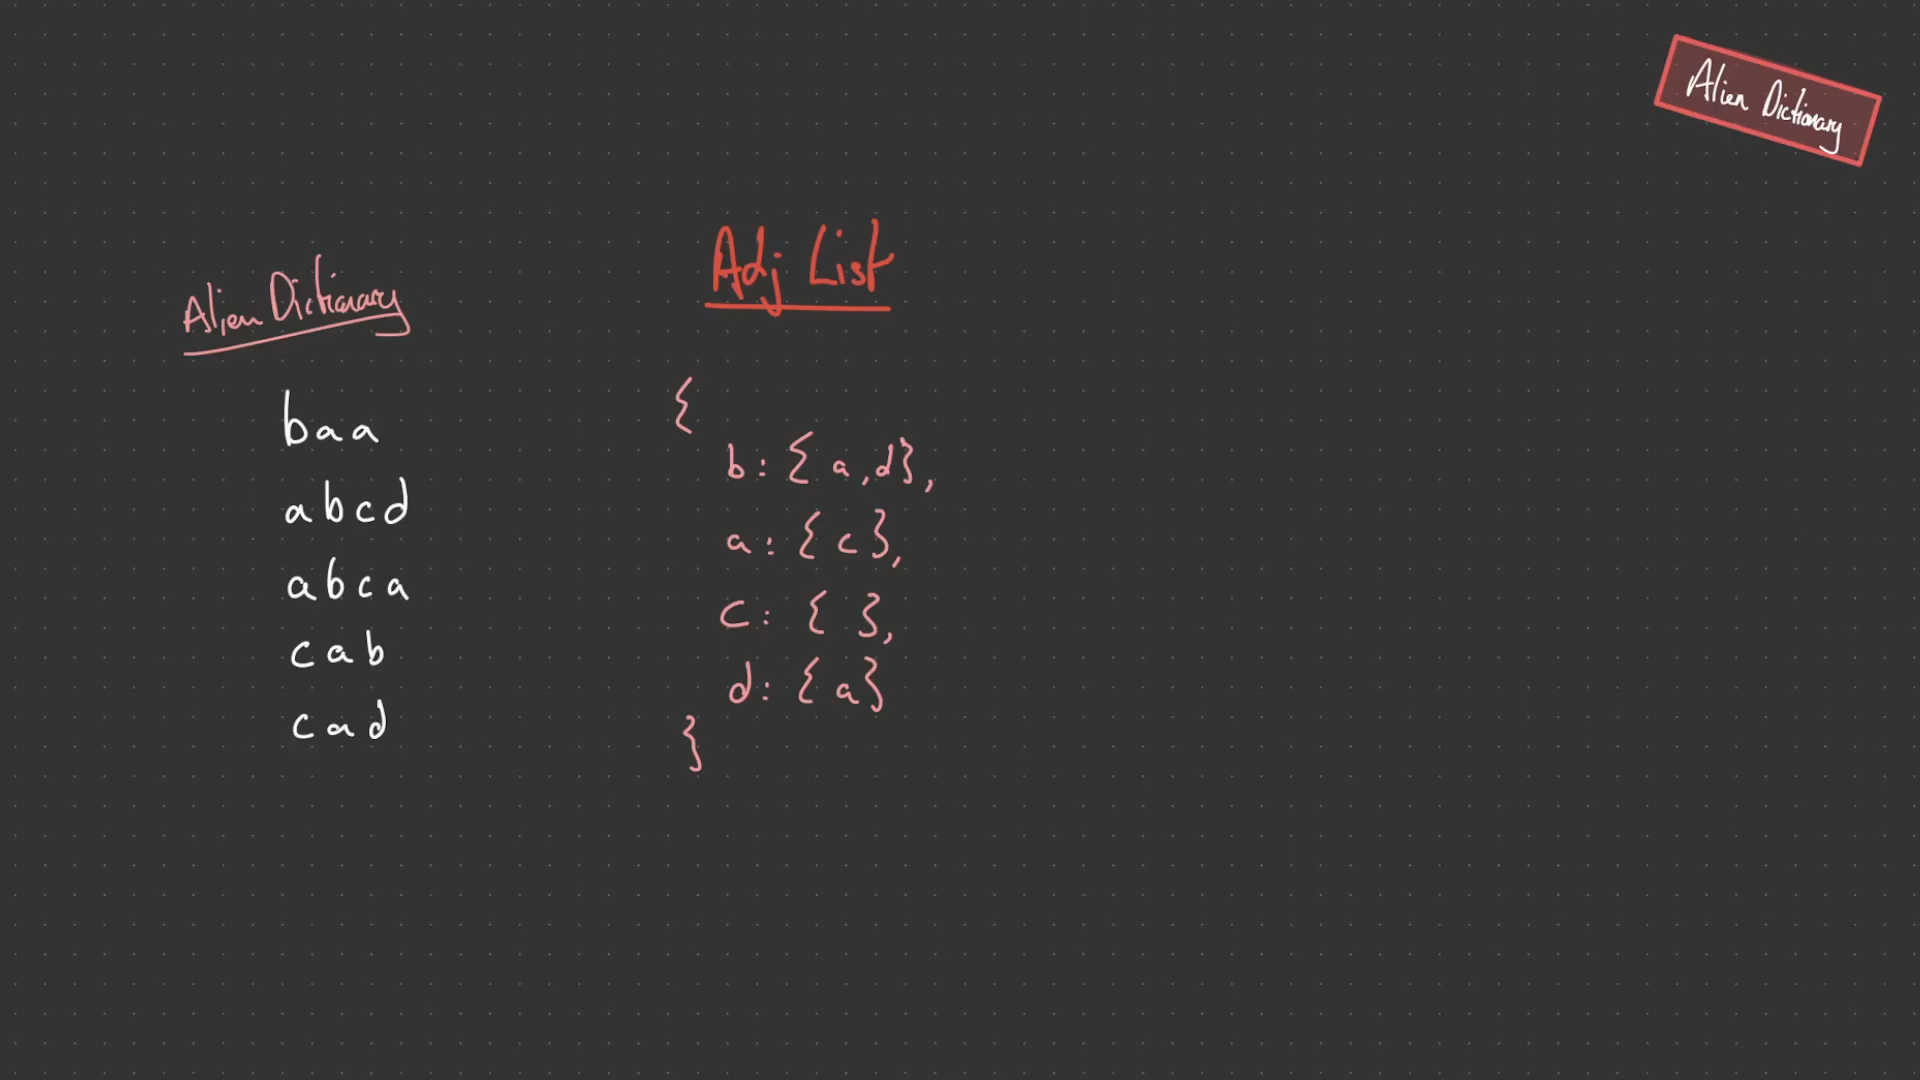 Alien Dictionary
Alien Dictionary
baa
abcd
abca
cab
cad
Adj List
{
b: { a, d},
a: { c },
c: { },
d: { a}
}